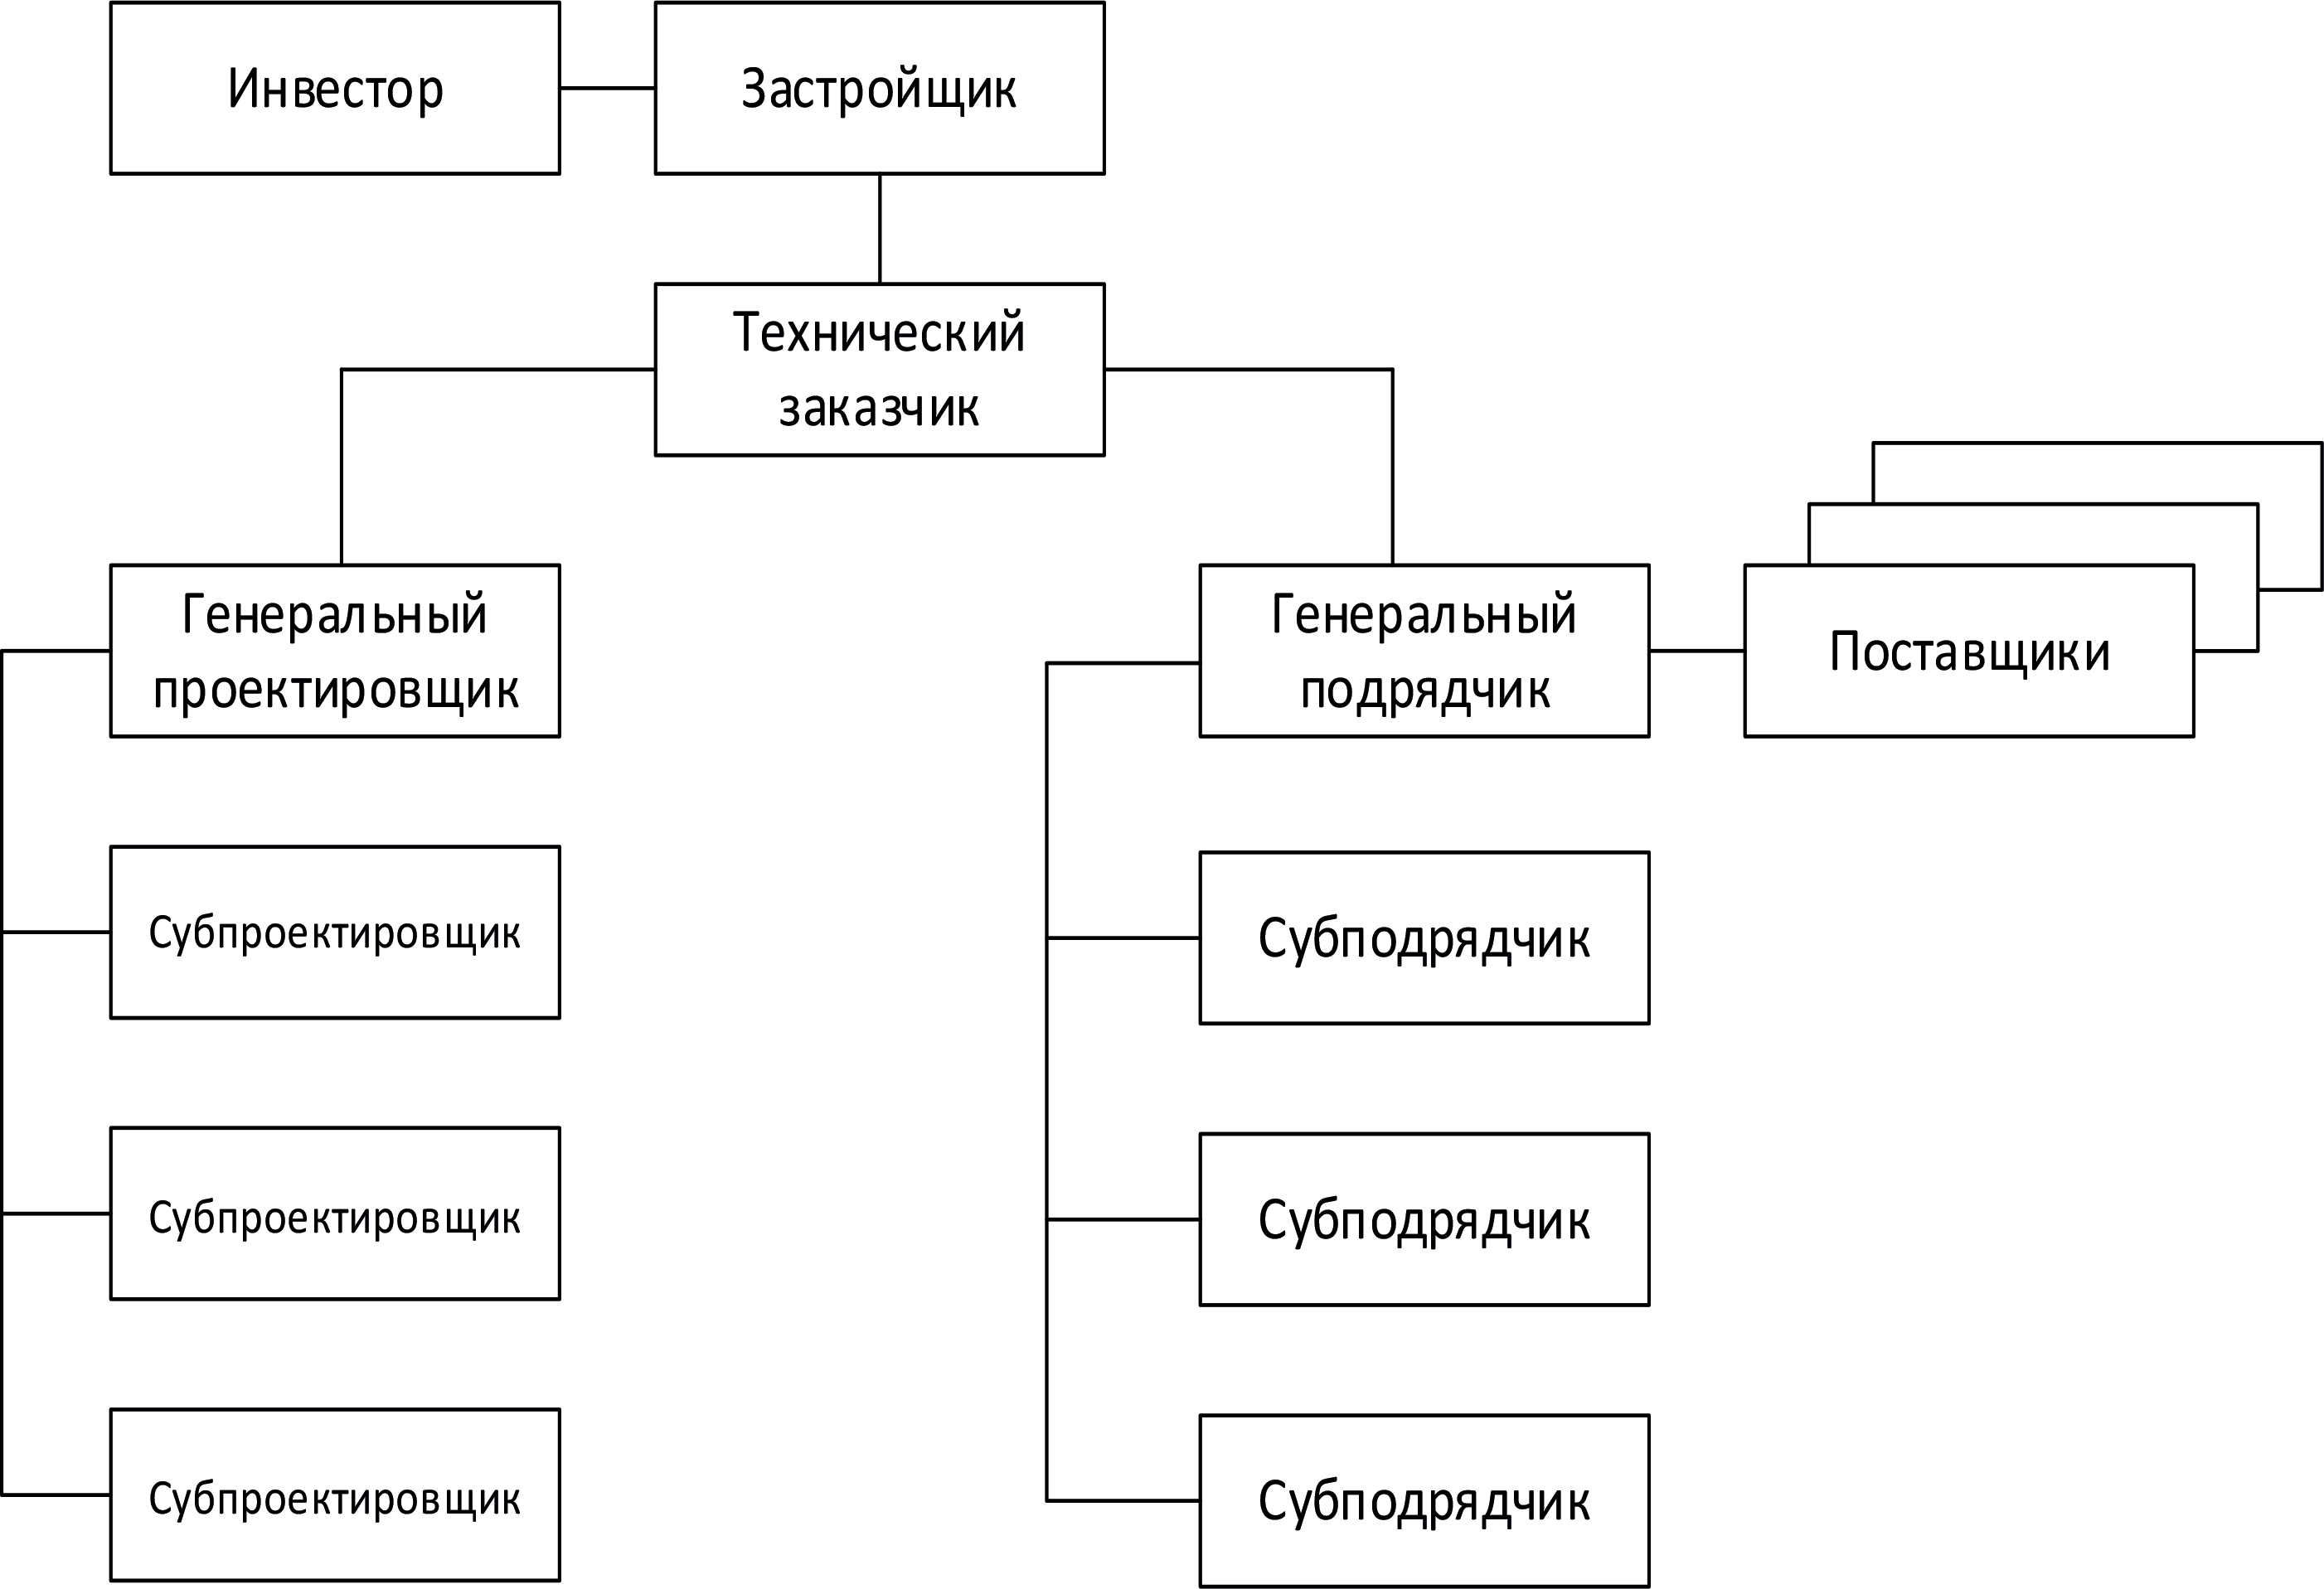 Инвестор
Застройщик
Технический
заказчик
Генеральный
проектировщик
Генеральный
подрядчик
Поставщики
Субпроектировщик
Субподрядчик
Субпроектировщик
Субподрядчик
Субпроектировщик
Субподрядчик